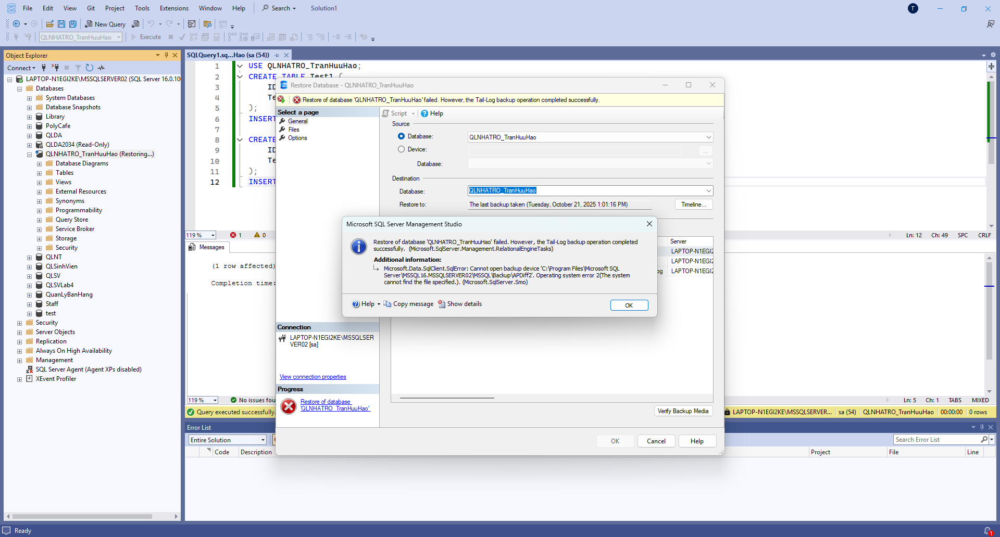 File Edit View Git Project Tools Extensions Window Help Search Solution1 T
New Query
QLNHATRO_TranHuuHao Execute
Object Explorer
Connect
LAPTOP-N1EGI2KE\MSSQLSERVER02 (SQL Server 16.0.10
Databases
System Databases
Database Snapshots
Library
PolyCafe
QLDA
QLDA2034 (Read-Only)
QLNHATRO_TranHuuHao (Restoring...)
Database Diagrams
Tables
Views
External Resources
Synonyms
Programmability
Query Store
Service Broker
Storage
Security
QLNT
QLSinhVien
QLSV
QLSVLab4
QuanLyBanHang
Staff
test
Security
Server Objects
Replication
Always On High Availability
Management
SQL Server Agent (Agent XPs disabled)
XEvent Profiler
SQLQuery1.sq...Hao (sa (54))
1 USE QLNHATRO_TranHuuHao;
2 CREATE TABLE Test1 (
3 ID
4 Te
5 );
6 INSERT
7
8 CREATE
9 ID
10 Te
11 );
12 INSERT
119 % 1 0 Ln: 12 Ch: 49 SPC CRLF
Messages
(1 row affected)
Completion time:
119 % No issues fou Ln: 5 Ch: 1 TABS MIXED
Query executed successfully. LAPTOP-N1EGI2KE\MSSQLSERVER... sa (54) QLNHATRO_TranHuuHao 00:00:00 0 rows
Restore Database - QLNHATRO_TranHuuHao
Restore of database 'QLNHATRO_TranHuuHao' failed. However, the Tail-Log backup operation completed successfully.
Select a page
General
Files
Options
Script Help
Source
Database: QLNHATRO_TranHuuHao
Device: ...
Database:
Destination
Database: QLNHATRO_TranHuuHao
Restore to: The last backup taken (Tuesday, October 21, 2025 1:01:16 PM) Timeline...
Server
LAPTOP-N1EGI2
LAPTOP-N1EGI2
og LAPTOP-N1EGI2
Connection
LAPTOP-N1EGI2KE\MSSQLSER
VER02 [sa]
View connection properties
Progress
Restore of database
'QLNHATRO_TranHuuHao'
Verify Backup Media
OK Cancel Help
Microsoft SQL Server Management Studio
Restore of database 'QLNHATRO_TranHuuHao' failed. However, the Tail-Log backup operation completed
successfully. (Microsoft.SqlServer.Management.RelationalEngineTasks)
Additional information:
Microsoft.Data.SqlClient.SqlError: Cannot open backup device 'C:\Program Files\Microsoft SQL
Server\MSSQL16.MSSQLSERVER02\MSSQL\Backup\APDiff2'. Operating system error 2(The system
cannot find the file specified.). (Microsoft.SqlServer.Smo)
Help Copy message Show details OK
Error List
Entire Solution Search Error List
Code Description Project File Line
Ready 1